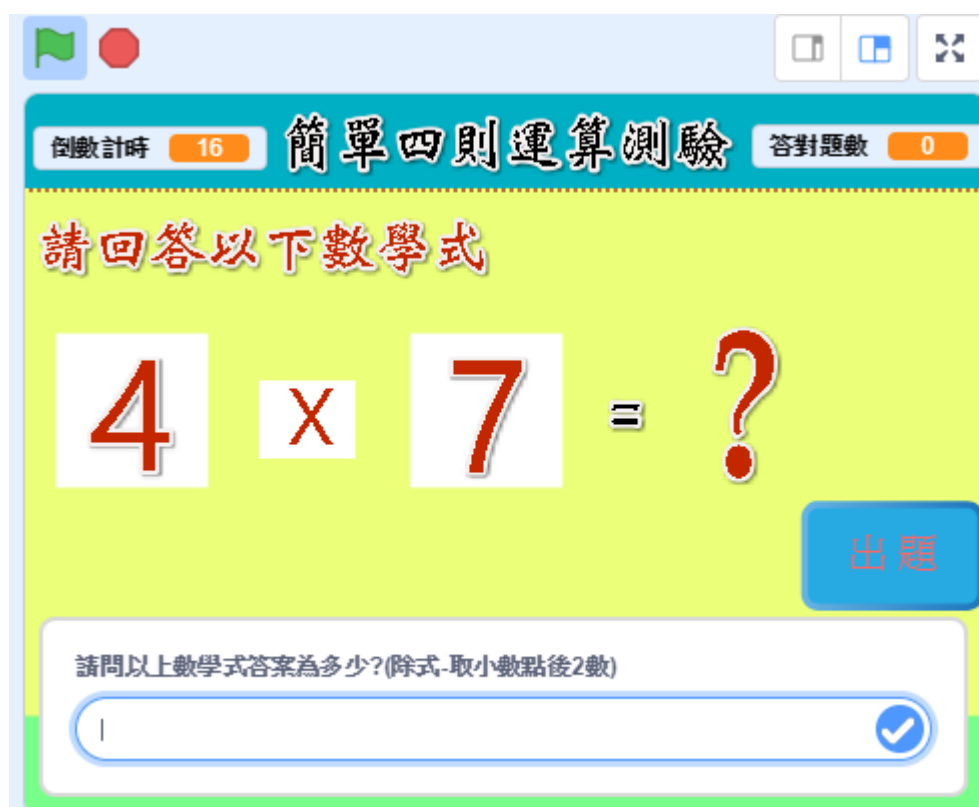 倒數計時 16 簡單四則運算測驗 答對題數 0
請回答以下數學式
4 X 7 = ?
出題
請問以上數學式答案為多少?(除式-取小數點後2數)